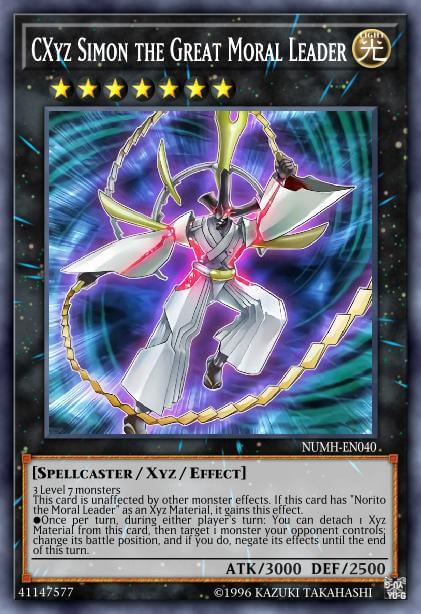 CXyz Simon the Great Moral Leader
LIGHT
光
NUMH-EN040
[Spellcaster / Xyz / Effect]
3 Level 7 monsters
This card is unaffected by other monster effects. If this card has "Norito
the Moral Leader" as an Xyz Material, it gains this effect.
●Once per turn, during either player's turn: You can detach 1 Xyz
Material from this card, then target 1 monster your opponent controls;
change its battle position, and if you do, negate its effects until the end
of this turn.
ATK/3000 DEF/2500
41147577
©1996 KAZUKI TAKAHASHI